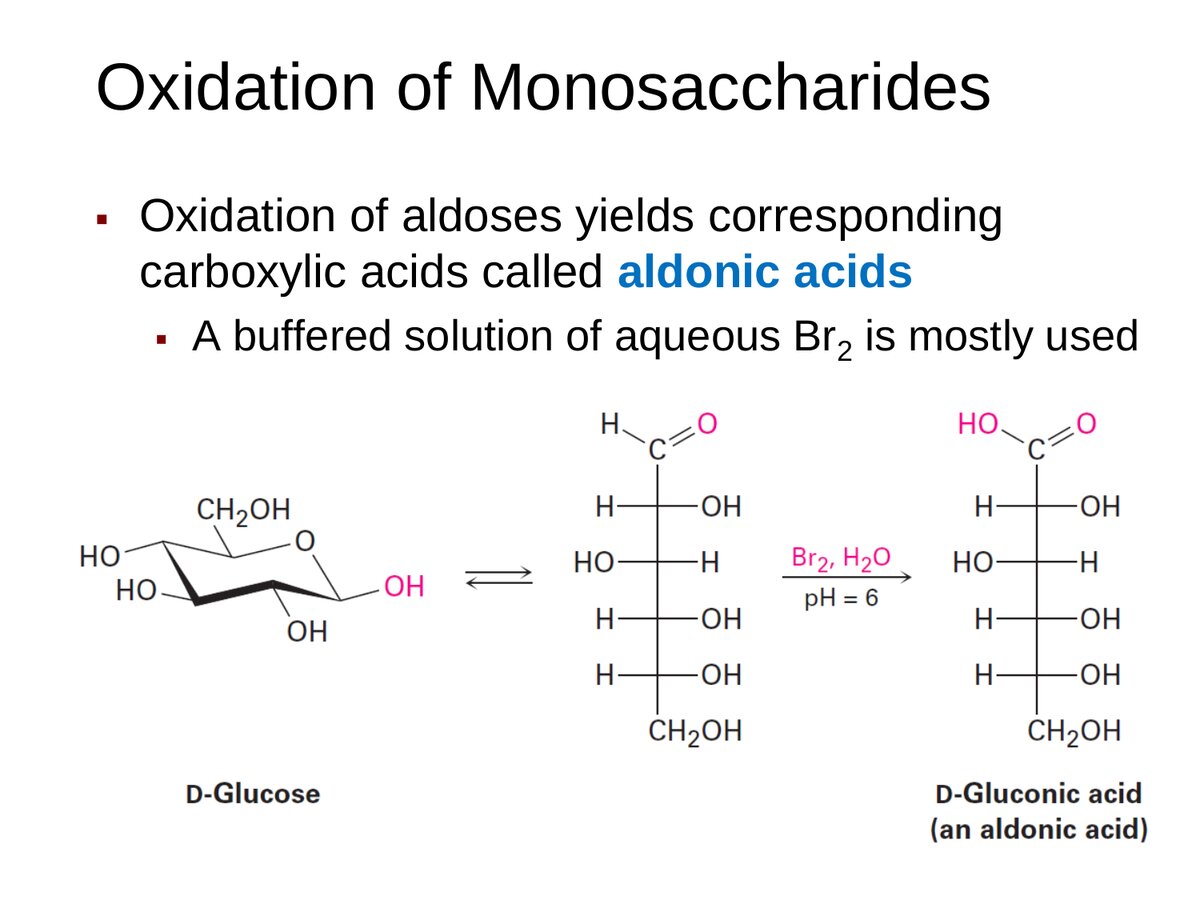 Oxidation of Monosaccharides
▪ Oxidation of aldoses yields corresponding
carboxylic acids called aldonic acids
▪ A buffered solution of aqueous Br₂ is mostly used
CH₂OH
HO
O
HO
OH
OH
H
O
C
H
OH
HO
H
H
OH
H
OH
CH₂OH
Br₂, H₂O
pH = 6
HO
O
C
H
OH
HO
H
H
OH
H
OH
CH₂OH
D-Glucose
D-Gluconic acid
(an aldonic acid)